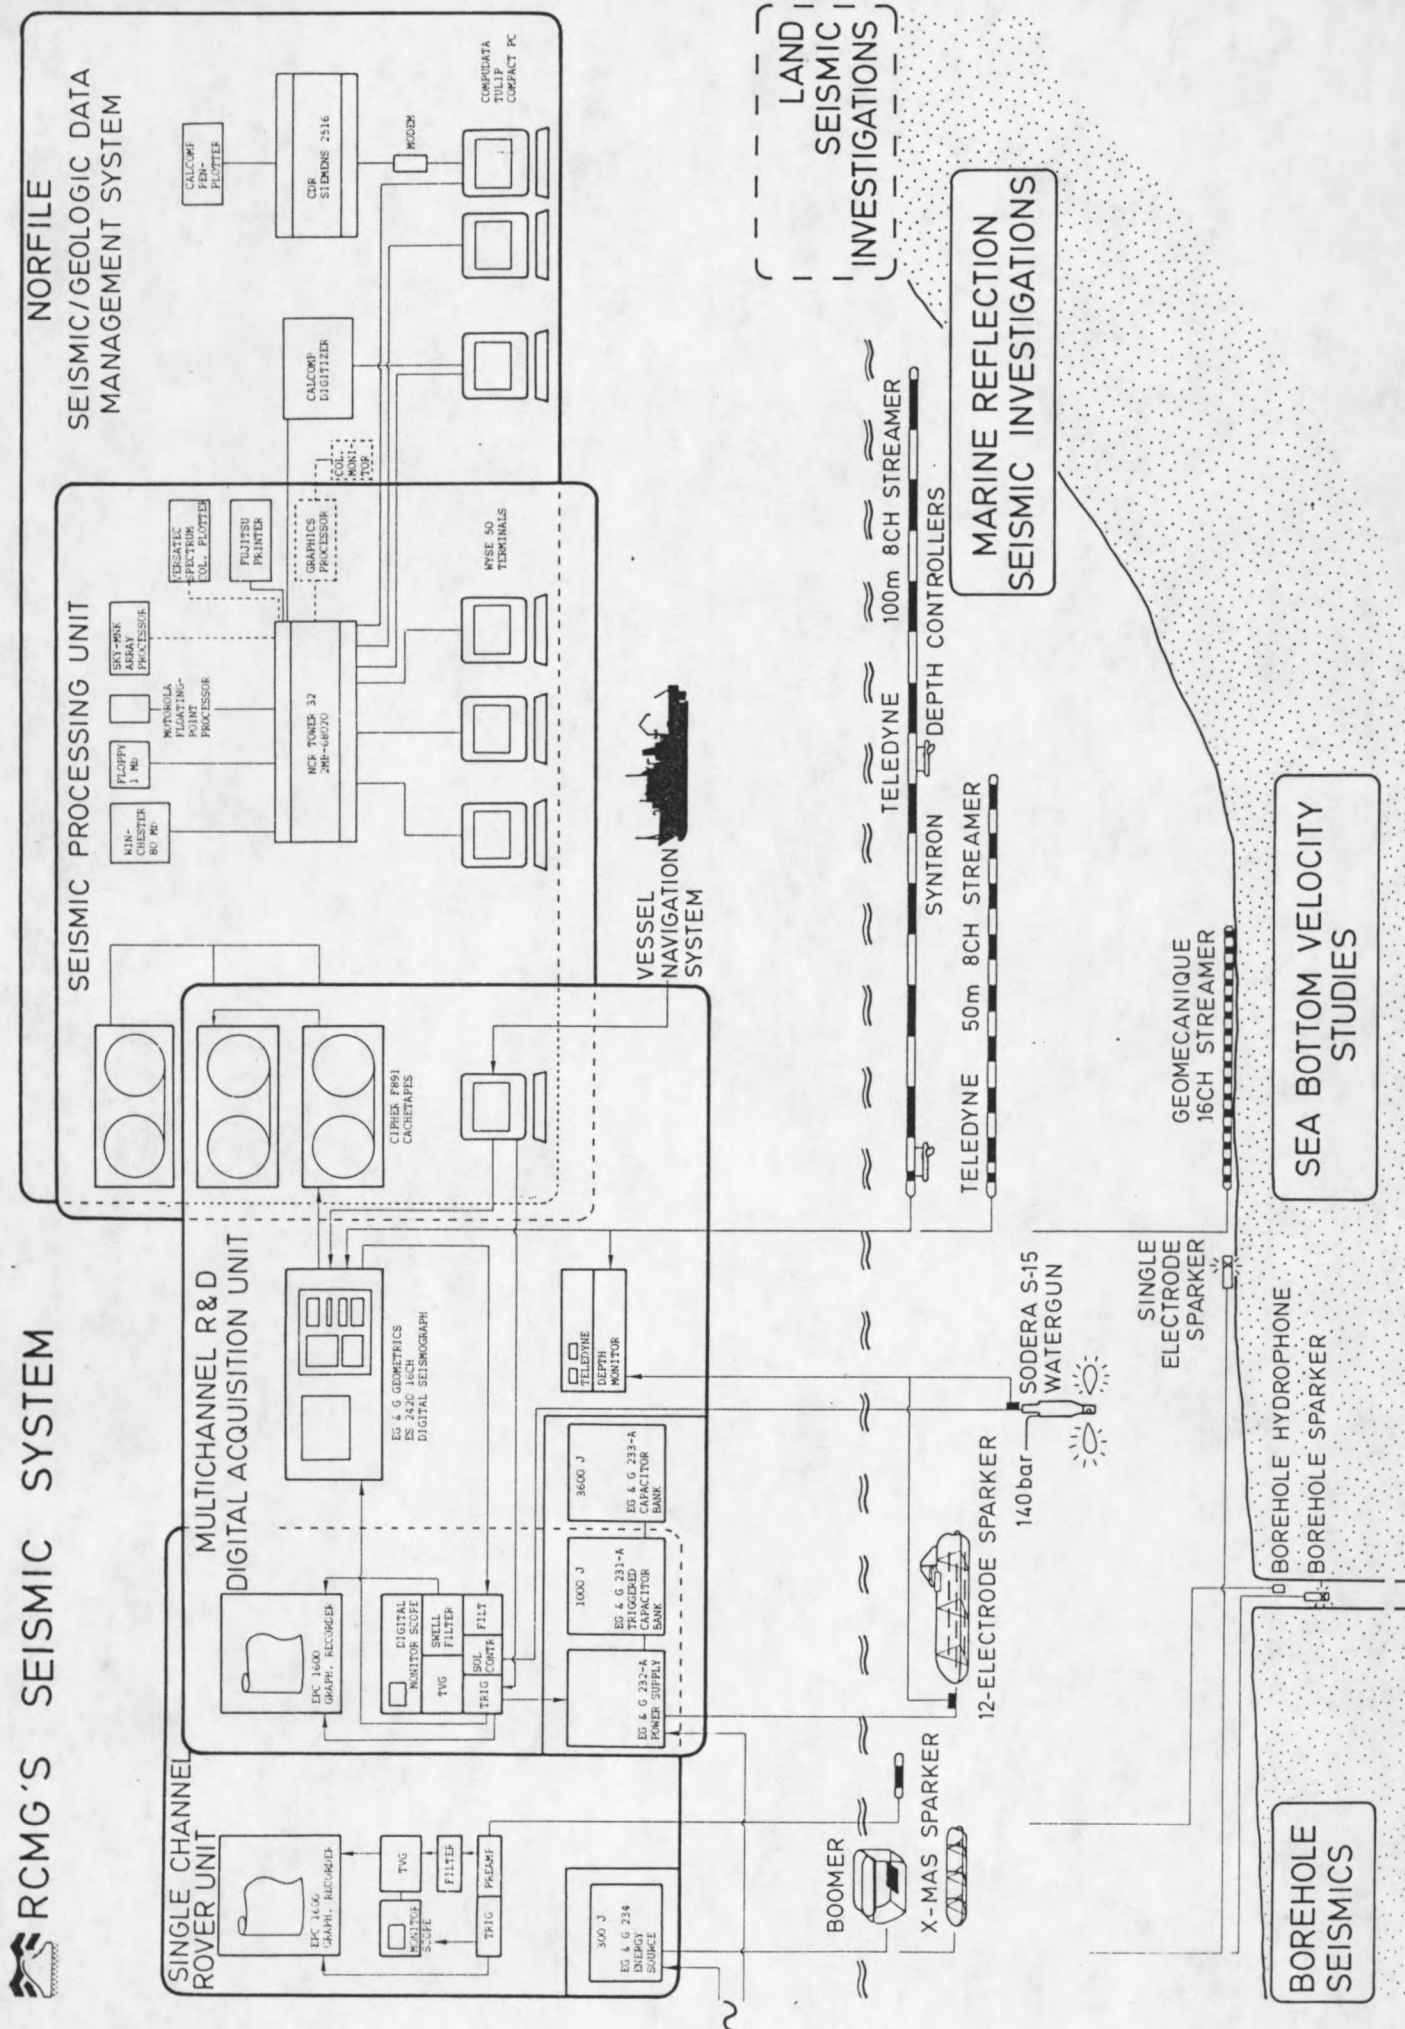 RCMG'S SEISMIC SYSTEM
NORFILE
SEISMIC/GEOLOGIC DATA
MANAGEMENT SYSTEM
CALCOMP
PEN-
PLOTTER
CDR
SIEMENS 2516
MODEM
COMPUDATA
TULIP
COMPACT PC
CALCOMP
DIGITIZER
COL.
MONI-
TOR
SEISMIC PROCESSING UNIT
WIN-
CHESTER
80 MB
FLOPPY
1 MB
MOTOROLA
FLOATING-
POINT
PROCESSOR
SKY-MNK
ARRAY
PROCESSOR
VERSATEC
SPECTRUM
COL. PLOTTER
FUJITSU
PRINTER
GRAPHICS
PROCESSOR
NCR TOWER 32
2MB-68020
WYSE 50
TERMINALS
CIPHER F891
CACHETAPES
VESSEL
NAVIGATION
SYSTEM
MULTICHANNEL R&D
DIGITAL ACQUISITION UNIT
EG & G GEOMETRICS
ES 2420 16CH
DIGITAL SEISMOGRAPH
EPC 1600
GRAPH. RECORDER
DIGITAL
MONITOR SCOPE
TVG
SWELL
FILTER
TRIG
SOL
CONTR
FILT
TELEDYNE
DEPTH
MONITOR
EG & G 232-A
POWER SUPPLY
1000 J
EG & G 231-A
TRIGGERED
CAPACITOR
BANK
3600 J
EG & G 233-A
CAPACITOR
BANK
SINGLE CHANNEL
ROVER UNIT
EPC 1600
GRAPH. RECORDER
MONITOR
SCOPE
TVG
FILTER
TRIG
PREAMP
300 J
EG & G 234
ENERGY
SOURCE
LAND
SEISMIC
INVESTIGATIONS
TELEDYNE 100m 8CH STREAMER
SYNTRON DEPTH CONTROLLERS
TELEDYNE 50m 8CH STREAMER
MARINE REFLECTION
SEISMIC INVESTIGATIONS
BOOMER
X-MAS SPARKER
12-ELECTRODE SPARKER
140bar
SODERA S-15
WATERGUN
SINGLE
ELECTRODE
SPARKER
GEOMECANIQUE
16CH STREAMER
SEA BOTTOM VELOCITY
STUDIES
BOREHOLE HYDROPHONE
BOREHOLE SPARKER
BOREHOLE
SEISMICS